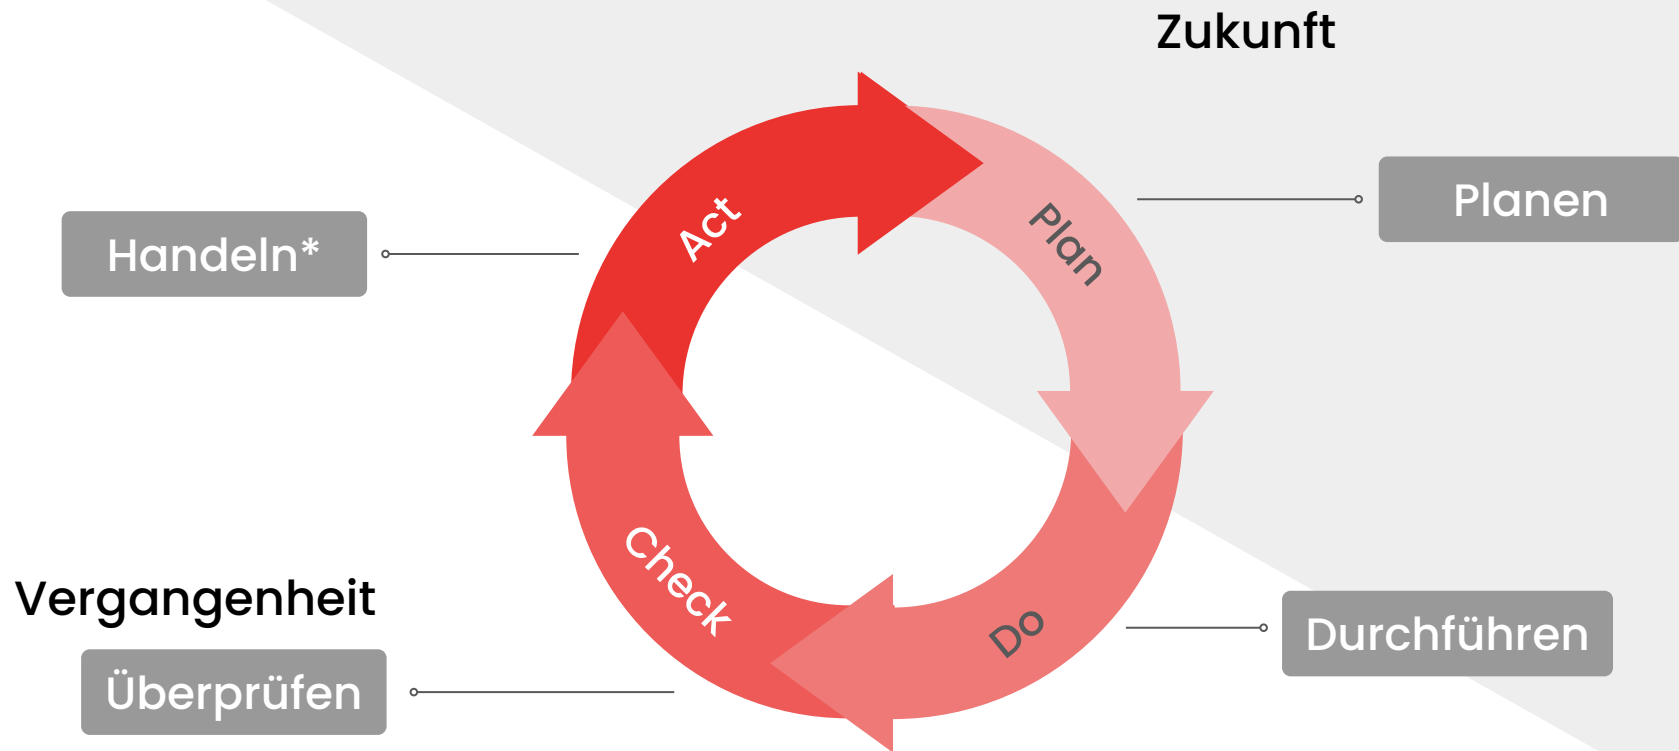 Zukunft
Act
Plan
Planen
Handeln*
Check
Do
Vergangenheit
Durchführen
Überprüfen